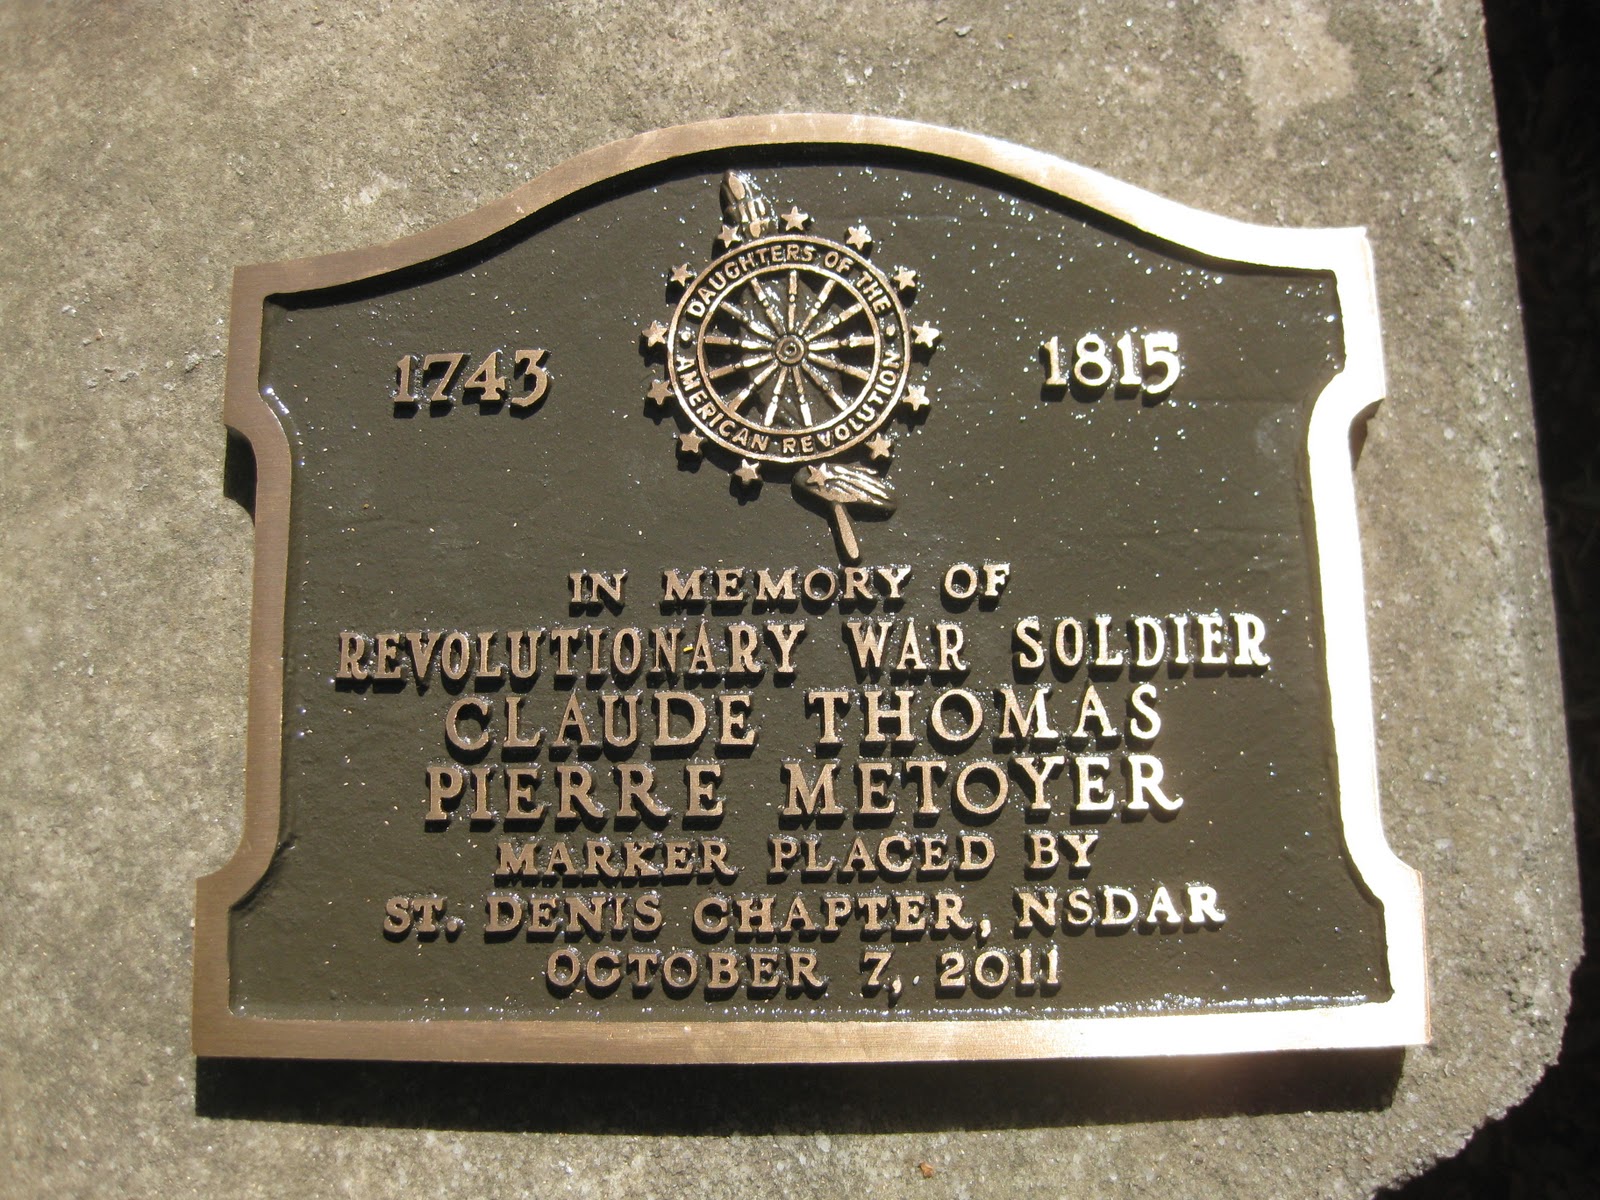 DAUGHTERS OF THE
AMERICAN REVOLUTION
1743 1815
IN MEMORY OF
REVOLUTIONARY WAR SOLDIER
CLAUDE THOMAS
PIERRE METOYER
MARKER PLACED BY
ST. DENIS CHAPTER, NSDAR
OCTOBER 7, 2011